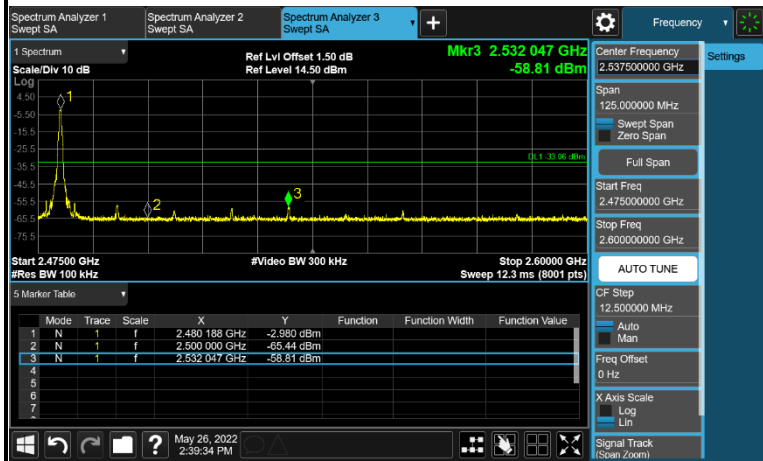 Spectrum Analyzer 1
Swept SA
Spectrum Analyzer 2
Swept SA
Spectrum Analyzer 3
Swept SA
Frequency
1 Spectrum
Scale/Div 10 dB
Log
Ref Lvl Offset 1.50 dB
Ref Level 14.50 dBm
Mkr3 2.532 047 GHz
-58.81 dBm
4.50
-5.50
-15.5
-25.5
-35.5
-45.5
-55.5
-65.5
-75.5
1
2
3
DL1 -33.06 dBm
Start 2.47500 GHz
#Res BW 100 kHz
#Video BW 300 kHz
Stop 2.60000 GHz
Sweep 12.3 ms (8001 pts)
5 Marker Table
Mode Trace Scale X Y Function Function Width Function Value
1 N 1 f 2.480 188 GHz -2.980 dBm
2 N 1 f 2.500 000 GHz -65.44 dBm
3 N 1 f 2.532 047 GHz -58.81 dBm
4
5
6
7
May 26, 2022
2:39:34 PM
Center Frequency
2.537500000 GHz
Settings
Span
125.000000 MHz
Swept Span
Zero Span
Full Span
Start Freq
2.475000000 GHz
Stop Freq
2.600000000 GHz
AUTO TUNE
CF Step
12.500000 MHz
Auto
Man
Freq Offset
0 Hz
X Axis Scale
Log
Lin
Signal Track
(Span Zoom)